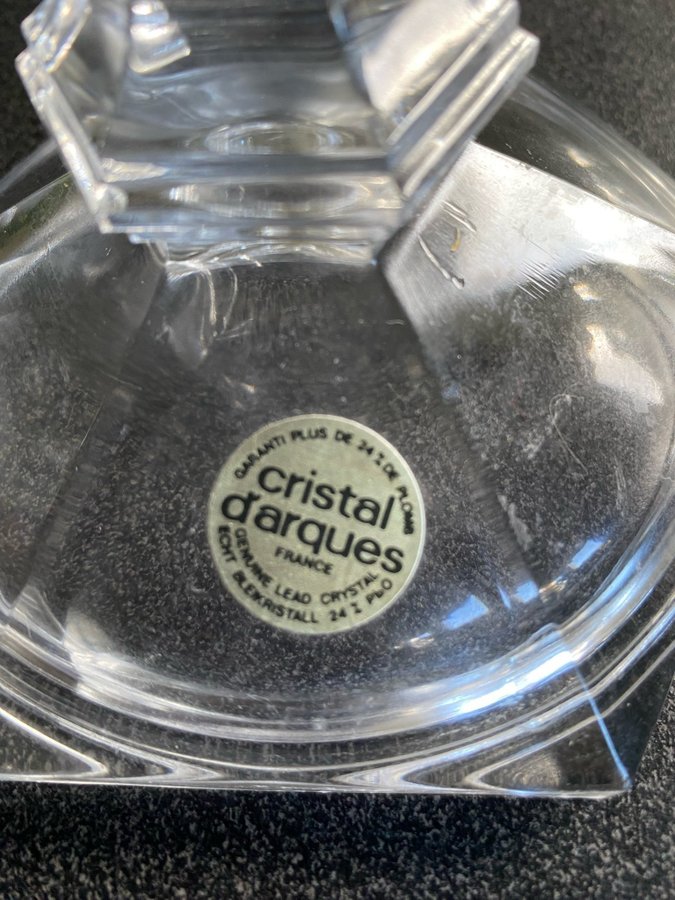 GARANTI PLUS DE 24 % DE PLOMB
cristal
d'arques
FRANCE
GENUINE LEAD CRYSTAL
ECHT BLEIKRISTALL 24 % PbO